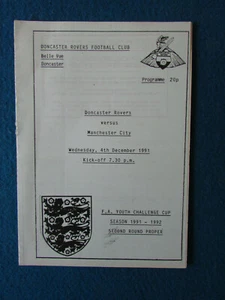 DONCASTER ROVERS FOOTBALL CLUB
Belle Vue
Doncaster
Programme 20p
Doncaster Rovers
versus
Manchester City
Wednesday, 4th December 1991
Kick-off 7.30 p.m.
F.A. YOUTH CHALLENGE CUP
SEASON 1991 - 1992
SECOND ROUND PROPER